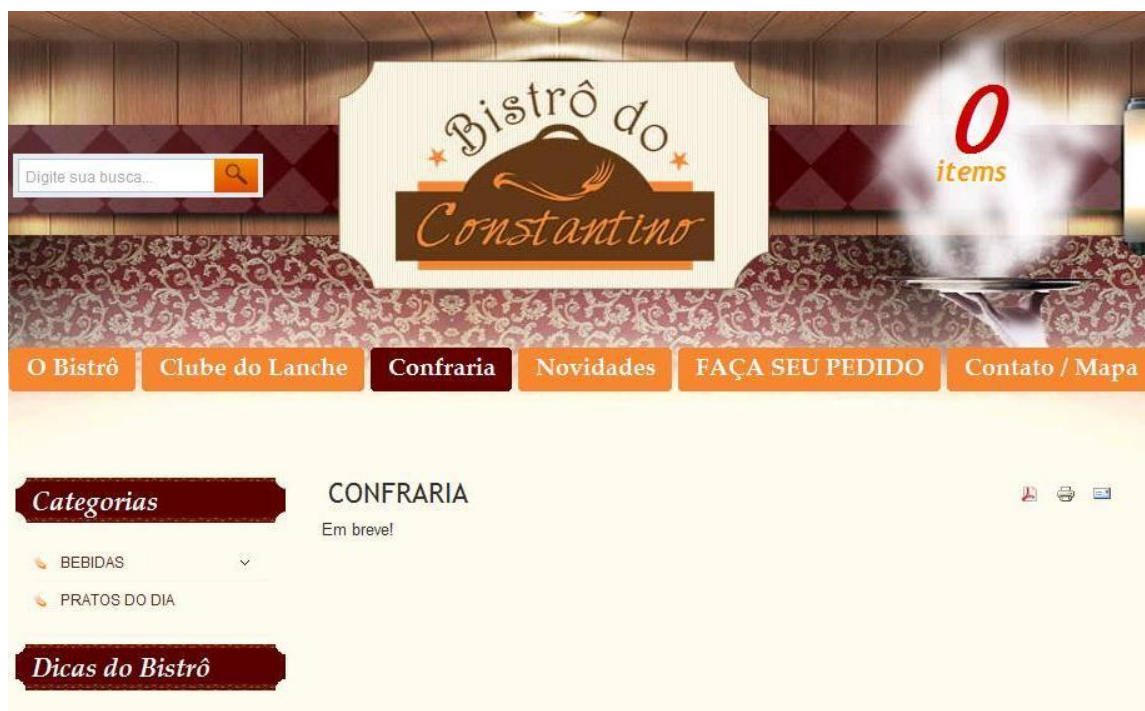 Bistrô do
Constantino
Digite sua busca...
0
items
O Bistrô
Clube do Lanche
Confraria
Novidades
FAÇA SEU PEDIDO
Contato / Mapa
Categorias
BEBIDAS
PRATOS DO DIA
Dicas do Bistrô
CONFRARIA
Em breve!